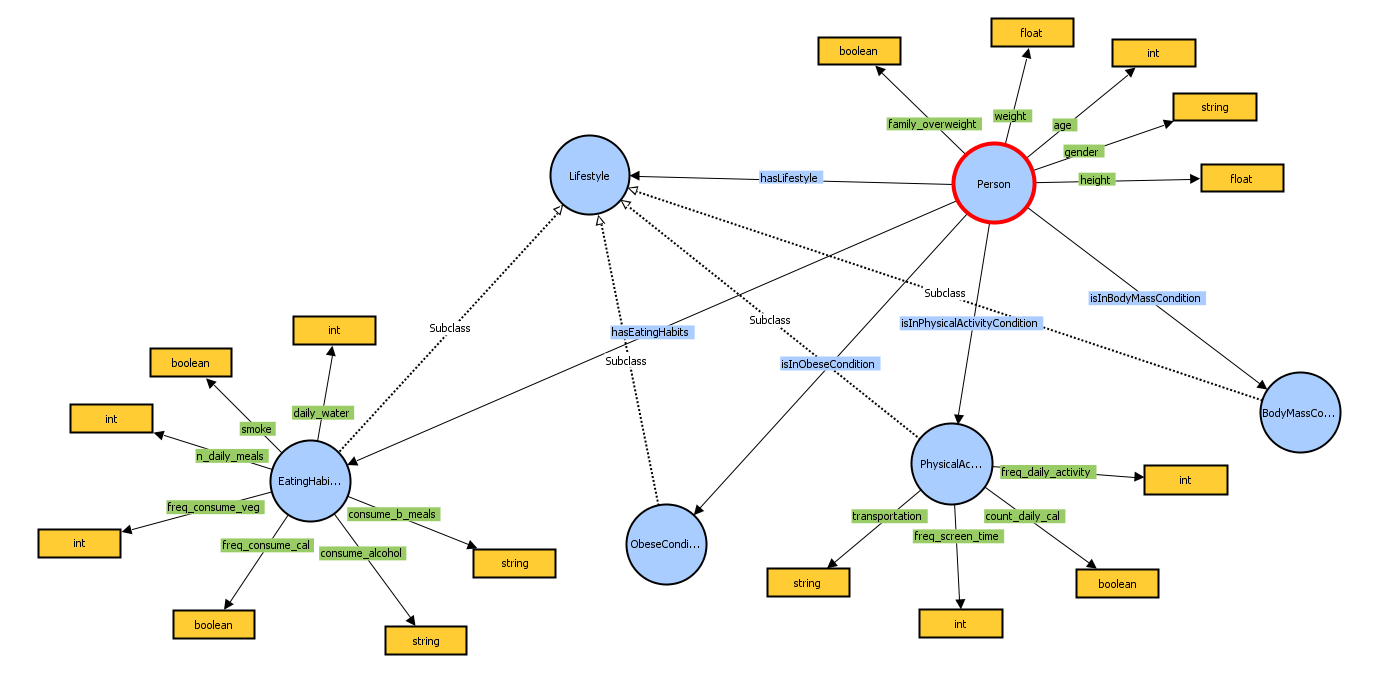 float
boolean
int
string
family_overweight
weight
age
gender
height
float
Lifestyle
hasLifestyle
Person
Subclass
isInBodyMassCondition
Subclass
Subclass
isInPhysicalActivityCondition
int
hasEatingHabits
Subclass
isInObeseCondition
boolean
int
daily_water
smoke
n_daily_meals
BodyMassCo...
EatingHabi...
PhysicalAc...
freq_daily_activity
int
freq_consume_veg
consume_b_meals
transportation
count_daily_cal
freq_screen_time
int
freq_consume_cal
consume_alcohol
ObeseCondi...
string
string
boolean
boolean
string
int